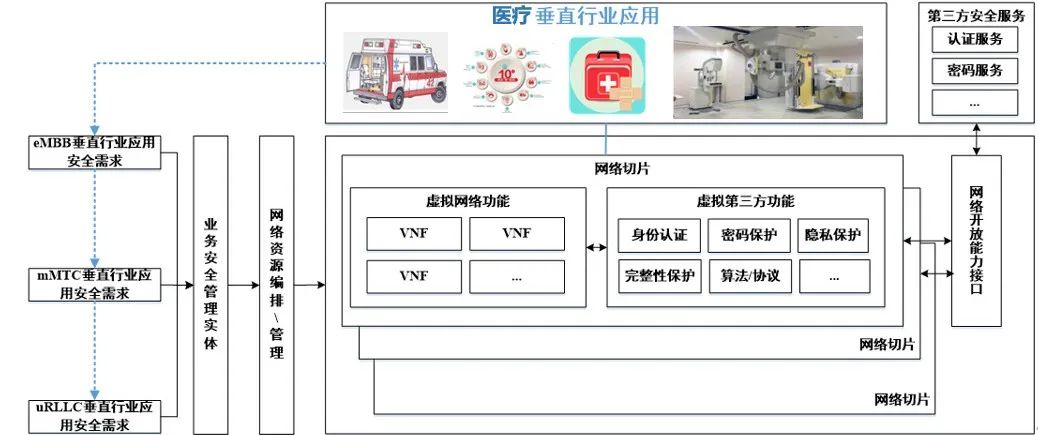 医疗 垂直行业应用
10°
42
第三方安全服务
认证服务
密码服务
...
eMBB垂直行业应用
安全需求
mMTC垂直行业应
用安全需求
uRLLC垂直行业应
用安全需求
业务安全管理实体
网络资源编排\管理
网络切片
虚拟网络功能
VNF
VNF
VNF
...
虚拟第三方功能
身份认证
密码保护
隐私保护
完整性保护
算法/协议
...
网络切片
网络切片
网络开放能力接口